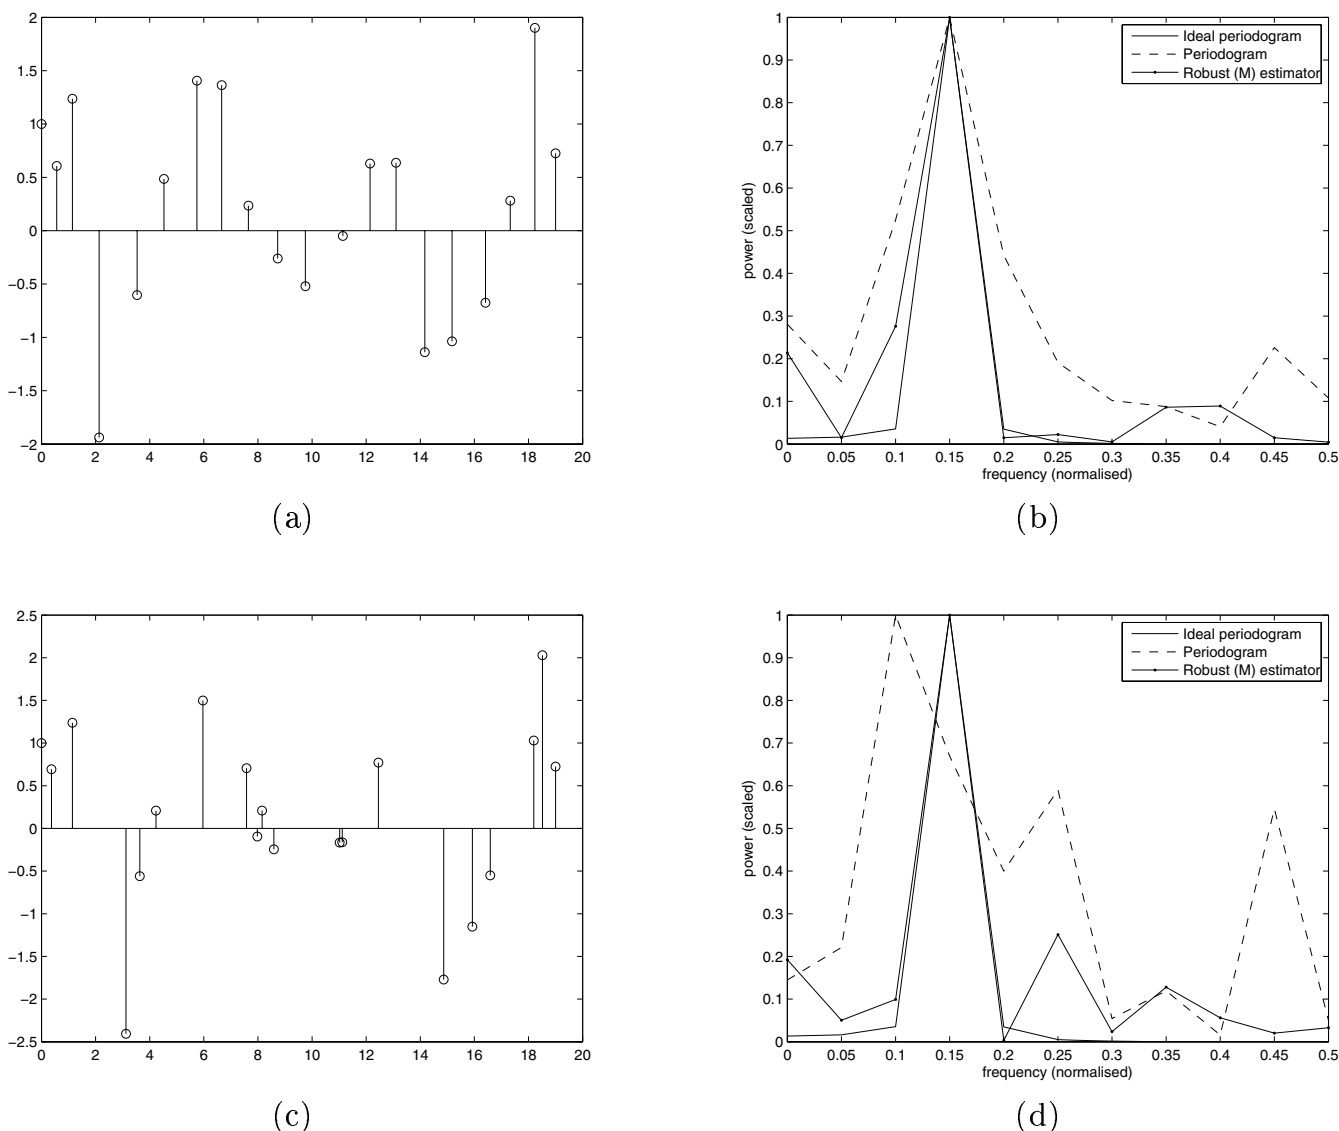 2
1.5
1
0.5
0
−0.5
−1
−1.5
−2
0 2 4 6 8 10 12 14 16 18 20
(a)
1
0.9
0.8
0.7
0.6
0.5
0.4
0.3
0.2
0.1
0
power (scaled)
Ideal periodogram
Periodogram
Robust (M) estimator
0 0.05 0.1 0.15 0.2 0.25 0.3 0.35 0.4 0.45 0.5
frequency (normalised)
(b)
2.5
2
1.5
1
0.5
0
−0.5
−1
−1.5
−2
−2.5
0 2 4 6 8 10 12 14 16 18 20
(c)
1
0.9
0.8
0.7
0.6
0.5
0.4
0.3
0.2
0.1
0
power (scaled)
Ideal periodogram
Periodogram
Robust (M) estimator
0 0.05 0.1 0.15 0.2 0.25 0.3 0.35 0.4 0.45 0.5
frequency (normalised)
(d)